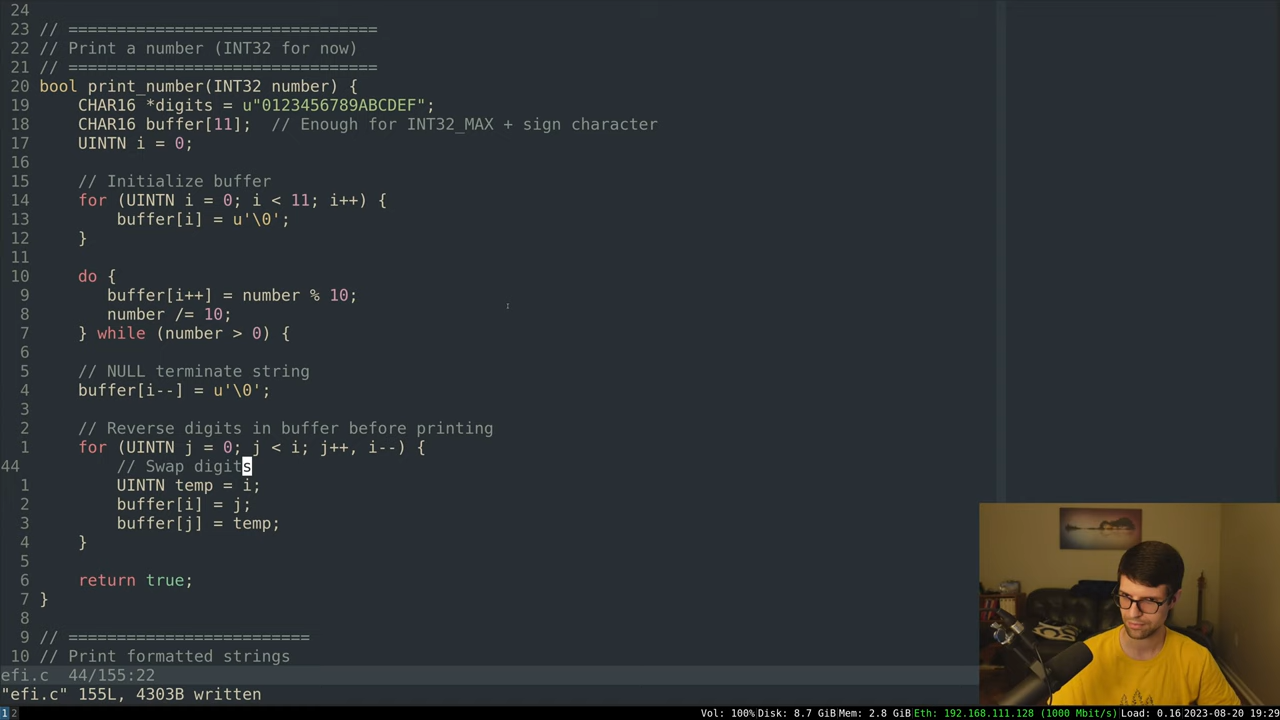 24
23 // ================================
22 // Print a number (INT32 for now)
21 // ================================
20 bool print_number(INT32 number) {
19     CHAR16 *digits = u"0123456789ABCDEF";
18     CHAR16 buffer[11];  // Enough for INT32_MAX + sign character
17     UINTN i = 0;
16
15     // Initialize buffer
14     for (UINTN i = 0; i < 11; i++) {
13         buffer[i] = u'\0';
12     }
11
10     do {
9        buffer[i++] = number % 10;
8        number /= 10;
7     } while (number > 0) {
6
5     // NULL terminate string
4     buffer[i--] = u'\0';
3
2     // Reverse digits in buffer before printing
1     for (UINTN j = 0; j < i; j++, i--) {
44         // Swap digits
1         UINTN temp = i;
2         buffer[i] = j;
3         buffer[j] = temp;
4     }
5
6     return true;
7 }
8
9 // =========================
10 // Print formatted strings
efi.c  44/155:22
"efi.c" 155L, 4303B written
1 2 Vol: 100% Disk: 8.7 GiB Mem: 2.8 GiB Eth: 192.168.111.128 (1000 Mbit/s) Load: 0.16 2023-08-20 19:29